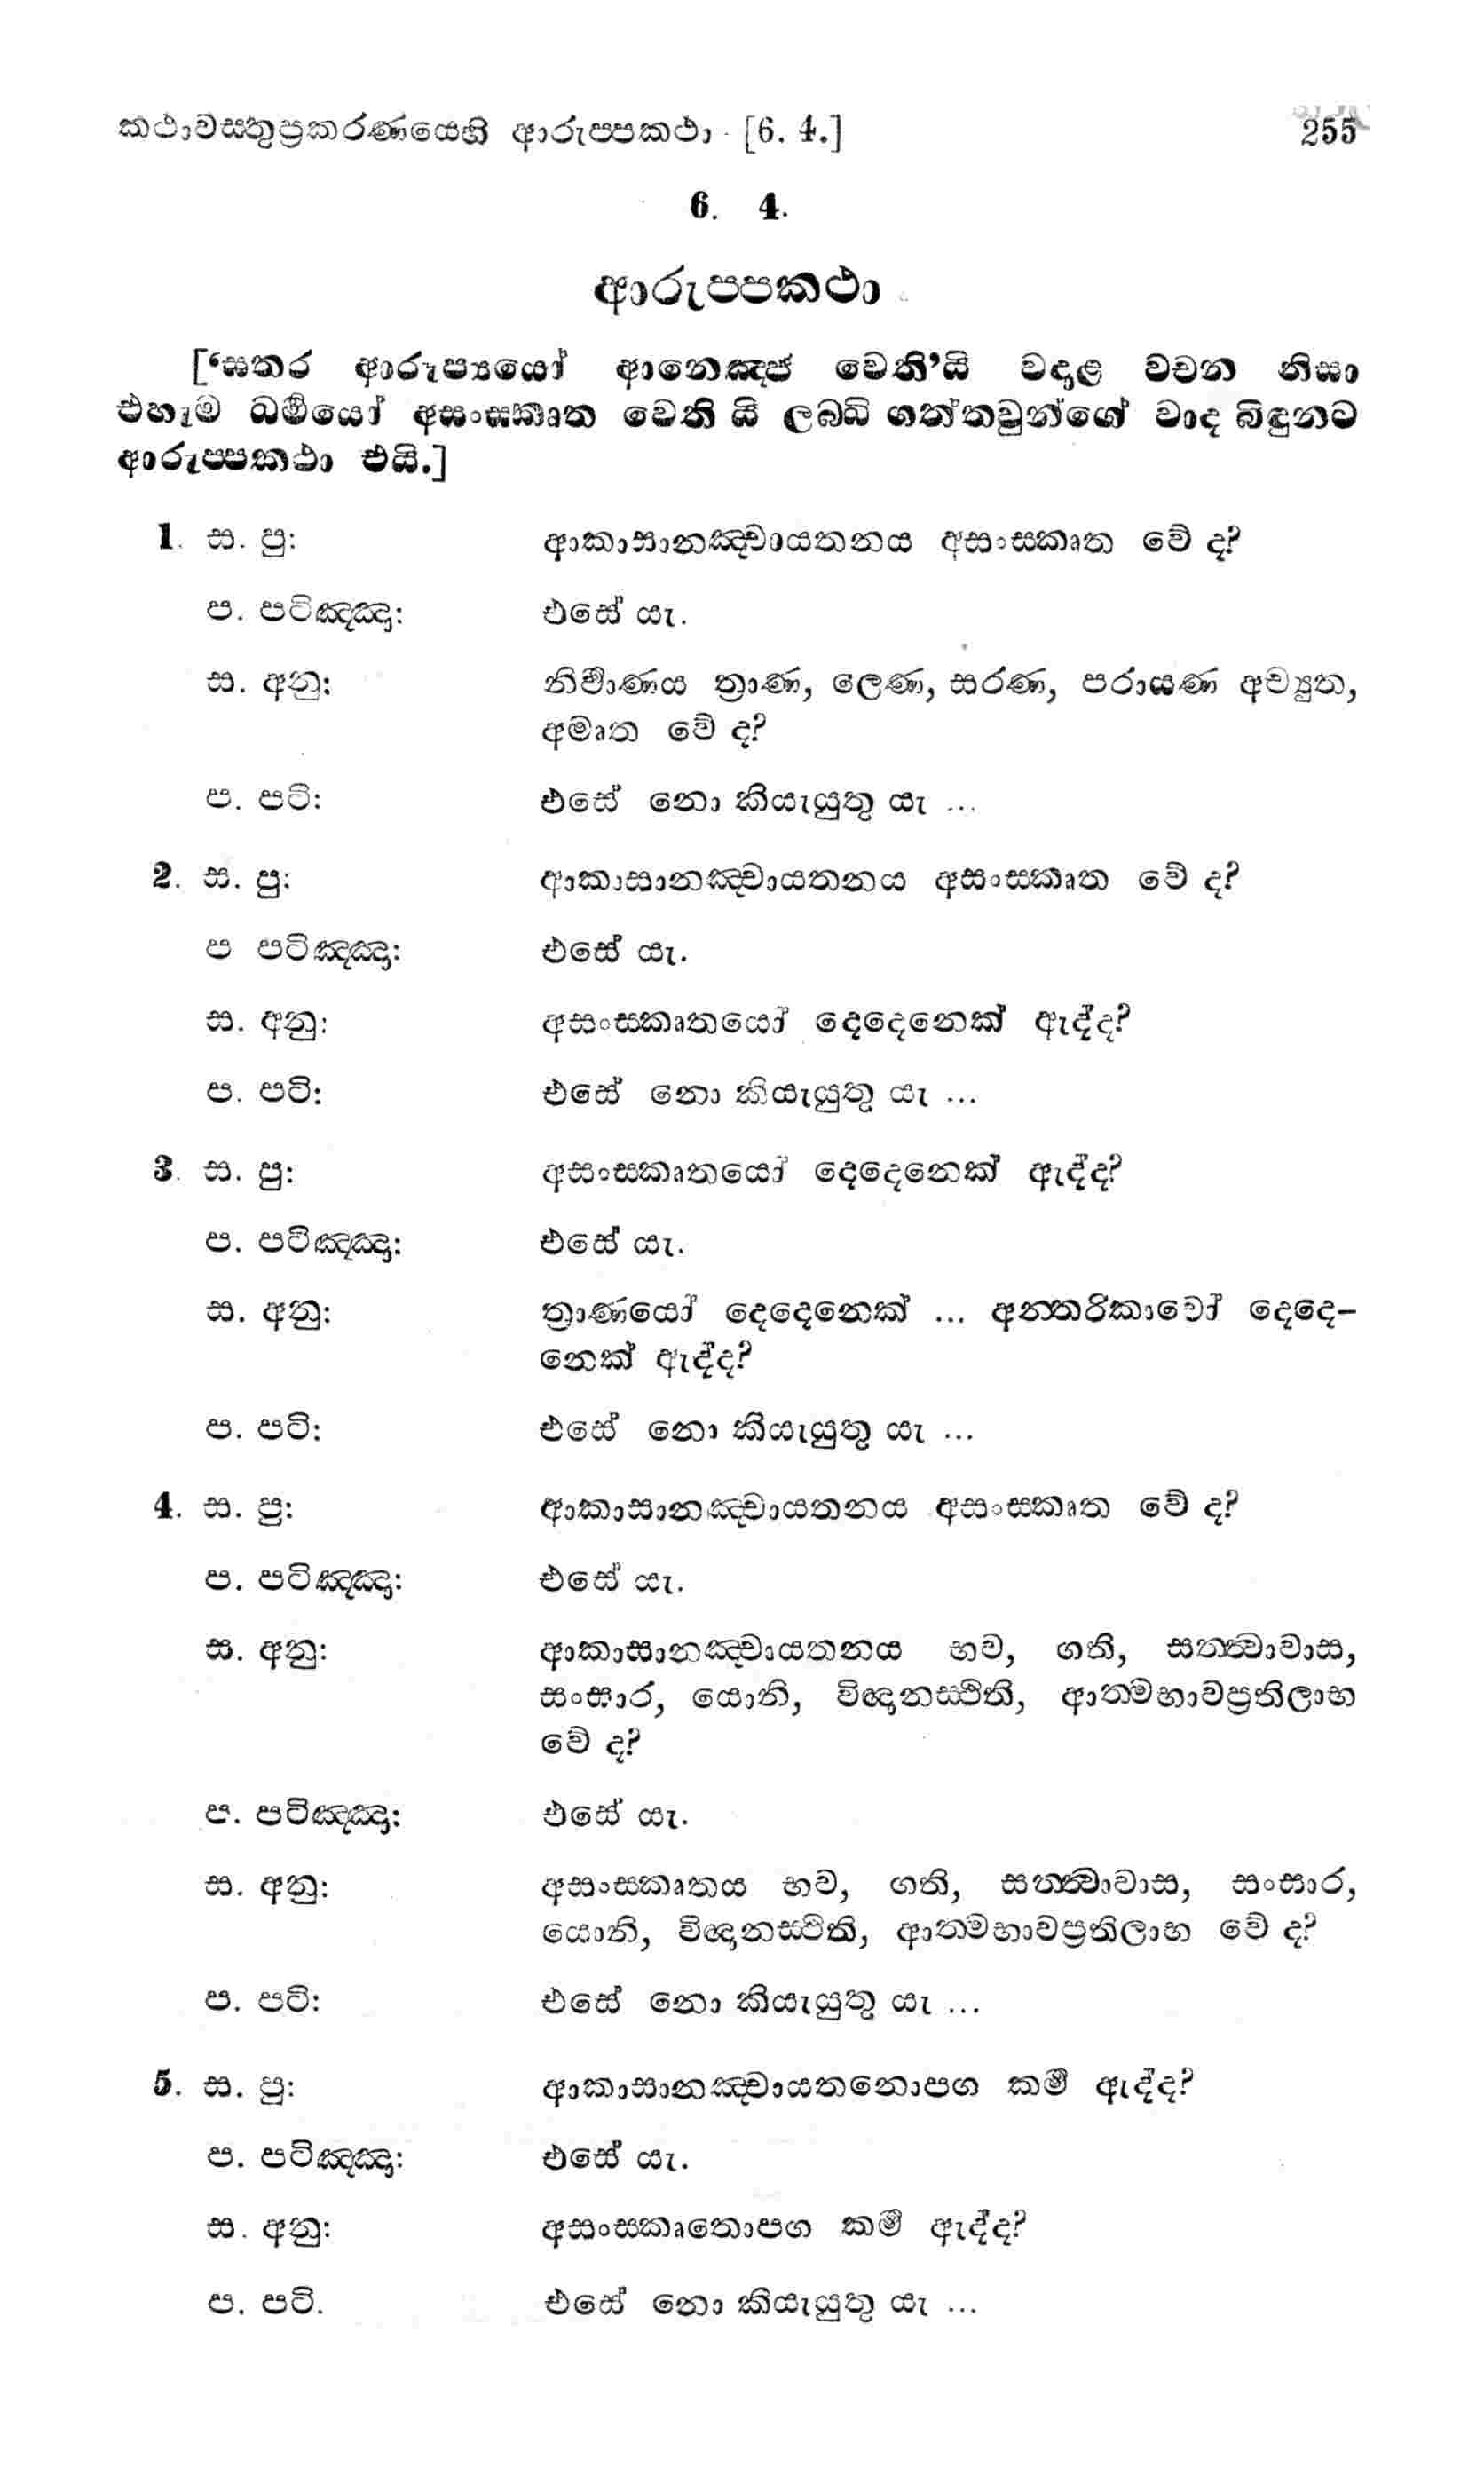 කථාවස්තුප්‍රකරණයෙහි ආරුප්පකථා [6. 4.] 255
6. 4.
ආරුප්පකථා
[‘සතර ආරූප්‍යයෝ ආනෙඤ්ජ වෙති’යි වදාළ වචන නිසා
එහැම ධර්‍මයෝ අසංස්කෘත වෙති යි ලබ්ධි ගත්තවුන්ගේ වාද බිඳුනට
ආරුප්පකථා එයි.]
1. ස. පු: ආකාසානඤ්චායතනය අසංස්කෘත වේ ද?
ප. පටිඤ්ඤා: එසේ යැ.
ස. අනු: නිර්‍වාණය ත්‍රාණ, ලෙණ, සරණ, පරායණ අච්‍යුත,
අමෘත වේ ද?
ප. පටි: එසේ නො කියැයුතු යැ ...
2. ස. පු: ආකාසානඤ්චායතනය අසංස්කෘත වේ ද?
ප පටිඤ්ඤා: එසේ යැ.
ස. අනු: අසංස්කෘතයෝ දෙදෙනෙක් ඇද්ද?
ප. පටි: එසේ නො කියැයුතු යැ ...
3. ස. පු: අසංස්කෘතයෝ දෙදෙනෙක් ඇද්ද?
ප. පටිඤ්ඤා: එසේ යැ.
ස. අනු: ත්‍රාණයෝ දෙදෙනෙක් ... අන්තරිකාවෝ දෙදෙ-
නෙක් ඇද්ද?
ප. පටි: එසේ නො කියැයුතු යැ ...
4. ස. පු: ආකාසානඤ්චායතනය අසංස්කෘත වේ ද?
ප. පටිඤ්ඤා: එසේ යැ.
ස. අනු: ආකාසානඤ්චායතනය භව, ගති, සත්ත්වාවාස,
සංසාර, යොනි, විඥානස්ථිති, ආත්මභාවප්‍රතිලාභ
වේ ද?
ප. පටිඤ්ඤා: එසේ යැ.
ස. අනු: අසංස්කෘතය භව, ගති, සත්ත්වාවාස, සංසාර,
යොනි, විඥානස්ථිති, ආත්මභාවප්‍රතිලාභ වේ ද?
ප. පටි: එසේ නො කියැයුතු යැ ...
5. ස. පු: ආකාසානඤ්චායතනොපග කර්‍ම ඇද්ද?
ප. පටිඤ්ඤා: එසේ යැ.
ස. අනු: අසංස්කෘතොපග කර්‍ම ඇද්ද?
ප. පටි. එසේ නො කියැයුතු යැ ...